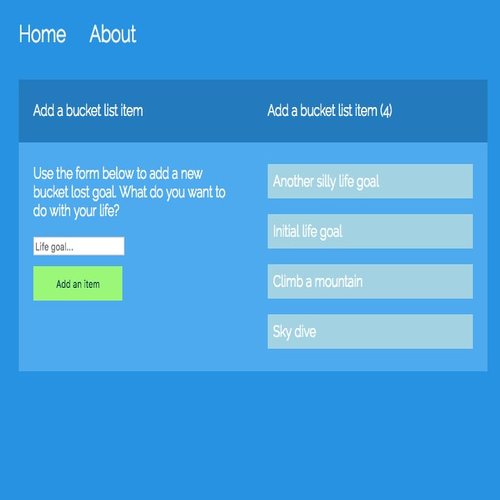 Home About
Add a bucket list item
Use the form below to add a new
bucket lost goal. What do you want to
do with your life?
Life goal...
Add an item
Add a bucket list item (4)
Another silly life goal
Initial life goal
Climb a mountain
Sky dive